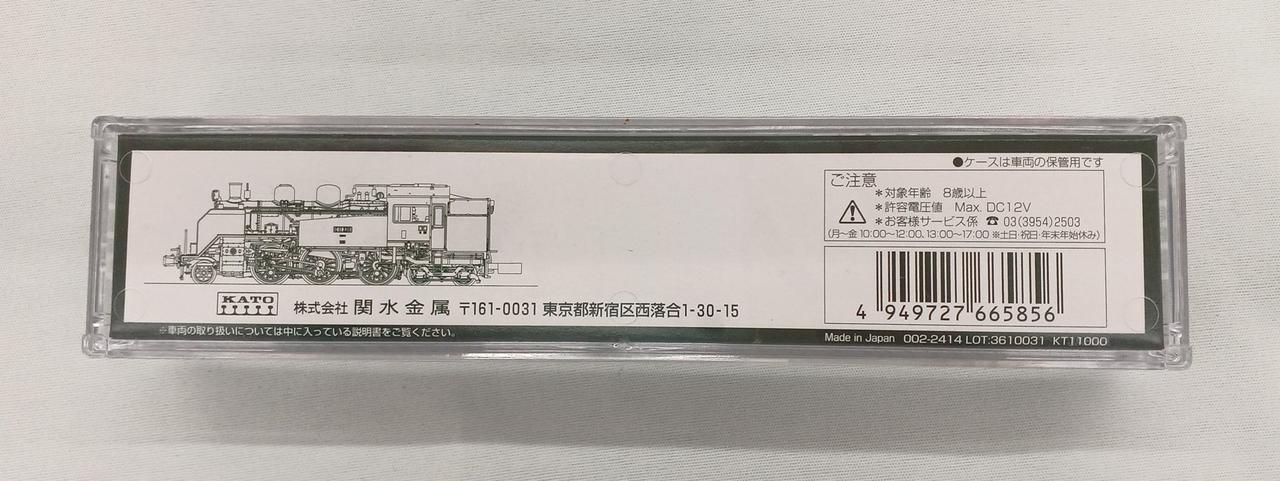 ●ケースは車両の保管用です
ご注意
＊対象年齢　8歳以上
＊許容電圧値　Max. DC12V
＊お客様サービス係 ☎ 03(3954)2503
(月～金 10:00～12:00、13:00～17:00 ※土日・祝日・年末年始休み)
4 949727 665856
KATO
株式会社 関水金属 〒161-0031 東京都新宿区西落合1-30-15
※車両の取り扱いについては中に入っている説明書をご覧ください。
Made in Japan 002-2414 LOT:3610031 KT11000